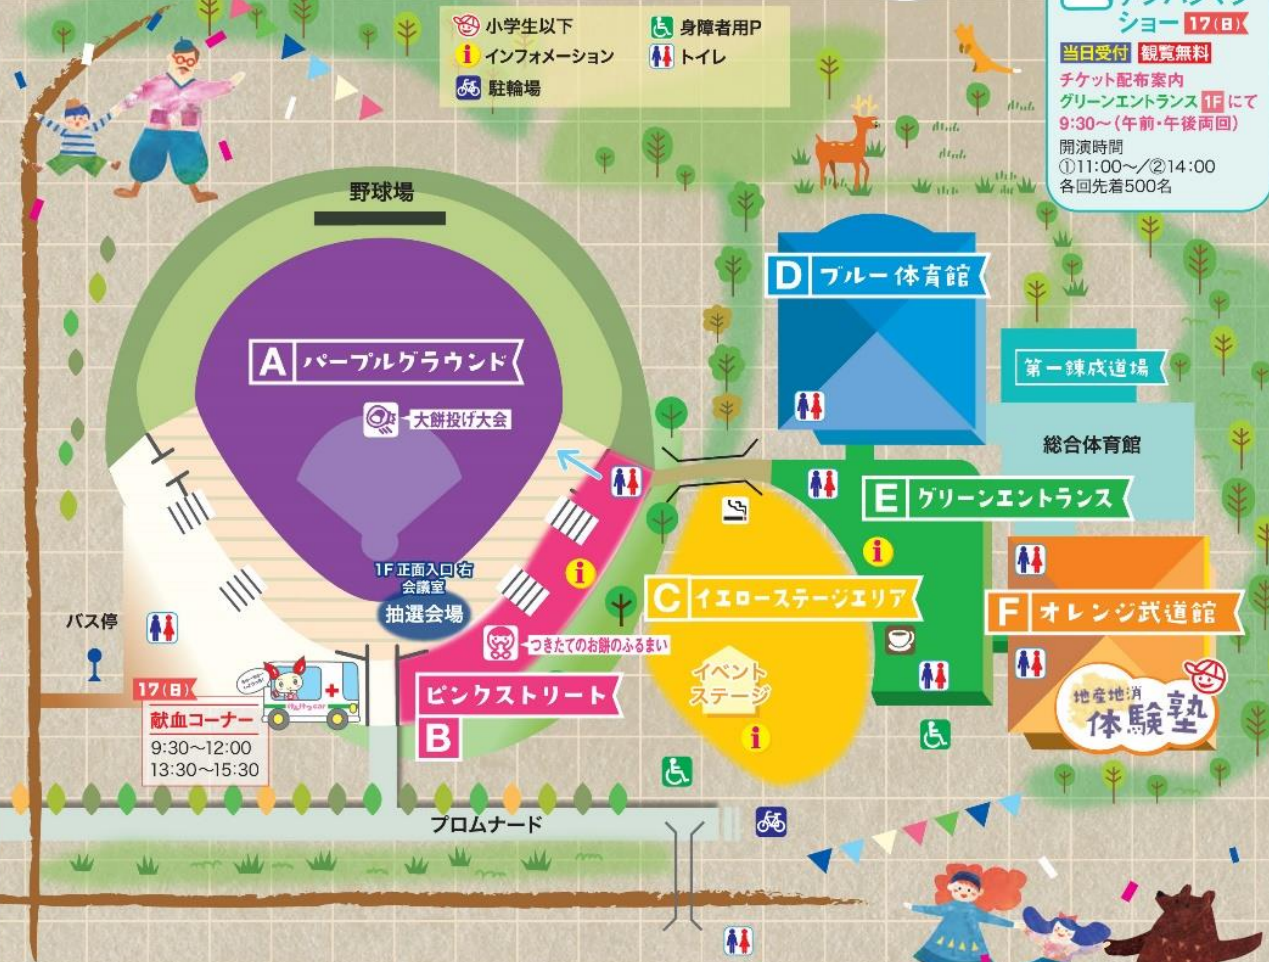 小学生以下
インフォメーション
駐輪場
身障者用P
トイレ
ショー 17(日)
当日受付 観覧無料
チケット配布案内
グリーンエントランス 1F にて
9:30～(午前・午後両回)
開演時間
①11:00～/②14:00
各回先着500名
野球場
A パープルグラウンド
大餅投げ大会
D ブルー体育館
第一錬成道場
総合体育館
E グリーンエントランス
1F 正面入口 右
会議室
抽選会場
C イエローステージエリア
F オレンジ武道館
バス停
つきたてのお餅のふるまい
イベント
ステージ
地産地消
体験塾
ピンクストリート
B
17(日)
献血コーナー
9:30～12:00
13:30～15:30
プロムナード